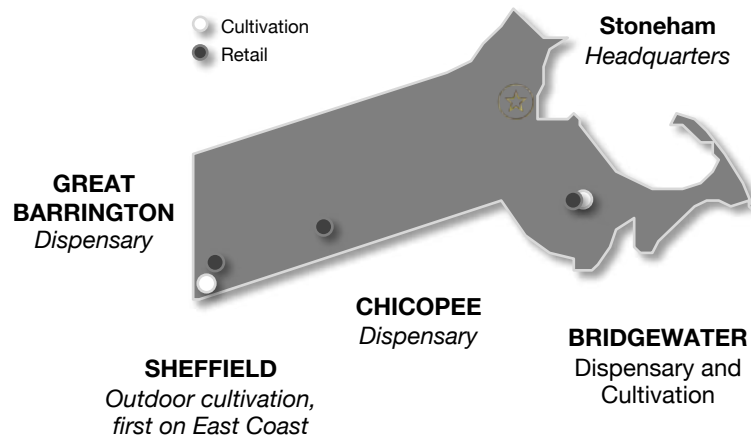 Cultivation
Retail
Stoneham
Headquarters
GREAT
BARRINGTON
Dispensary
CHICOPEE
Dispensary
BRIDGEWATER
Dispensary and
Cultivation
SHEFFIELD
Outdoor cultivation,
first on East Coast